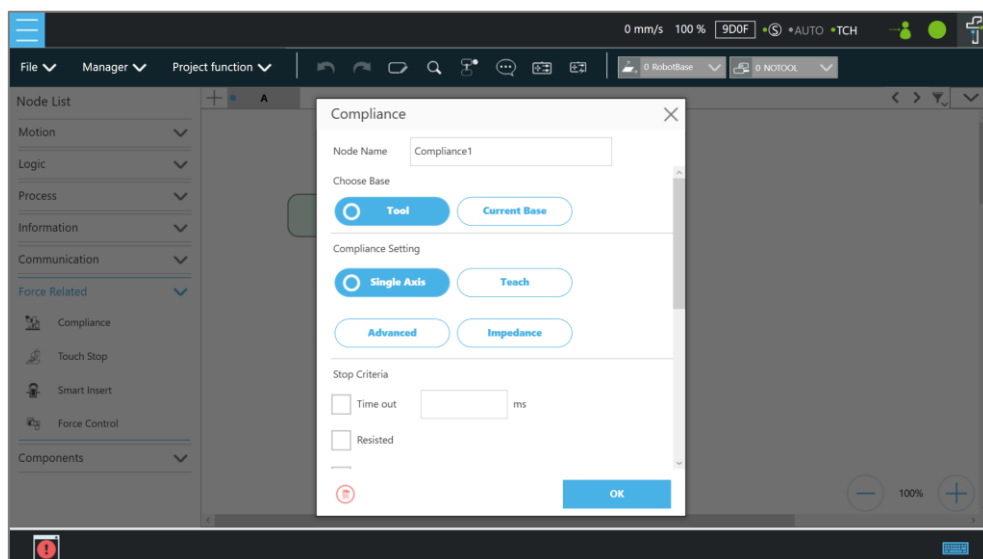 0 mm/s 100 % 9D0F Ⓢ AUTO TCH
File Manager Project function 0 RobotBase 0 NOTOOL
Node List
A
Motion
Logic
Process
Information
Communication
Force Related
Compliance
Touch Stop
Smart Insert
Force Control
Components
Compliance
Node Name Compliance1
Choose Base
Tool Current Base
Compliance Setting
Single Axis Teach
Advanced Impedance
Stop Criteria
Time out ms
Resisted
OK
100%